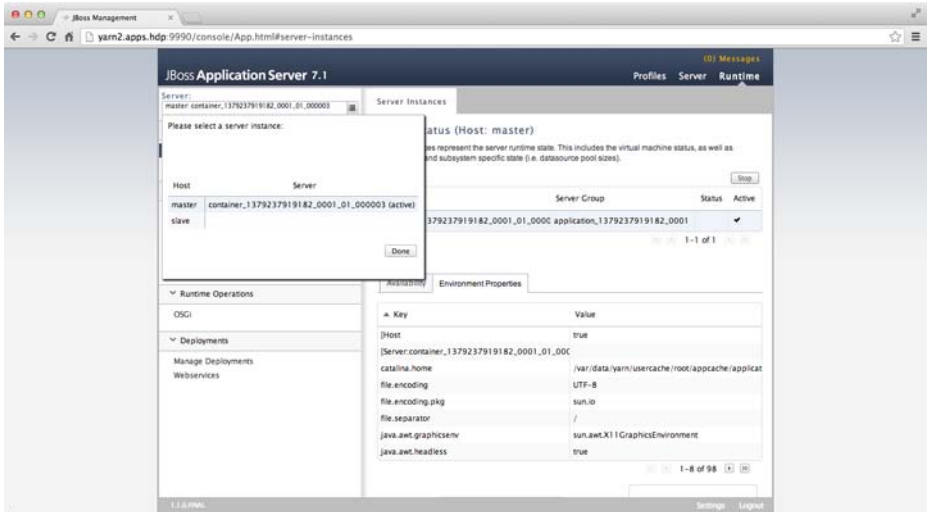 JBoss Management
yarn2.apps.hdp:9990/console/App.html#server-instances
(0) Messages
JBoss Application Server 7.1
Profiles Server Runtime
Server:
master: container_1379237919182_0001_01_000003
Please select a server instance:
Host Server
master container_1379237919182_0001_01_000003 (active)
slave
Done
Server Instances
tatus (Host: master)
es represent the server runtime state. This includes the virtual machine status, as well as
and subsystem specific state (i.e. datasource pool sizes).
Stop
Server Group Status Active
379237919182_0001_01_0000 application_1379237919182_0001
1-1 of 1
Runtime Operations
OSGi
Deployments
Manage Deployments
Webservices
Availability Environment Properties
Key Value
[Host true
[Server:container_1379237919182_0001_01_000
catalina.home /var/data/yarn/usercache/root/appcache/applicat
file.encoding UTF-8
file.encoding.pkg sun.io
file.separator /
java.awt.graphicsenv sun.awt.X11GraphicsEnvironment
java.awt.headless true
1-8 of 98
1.1.0.FINAL
Settings Logout